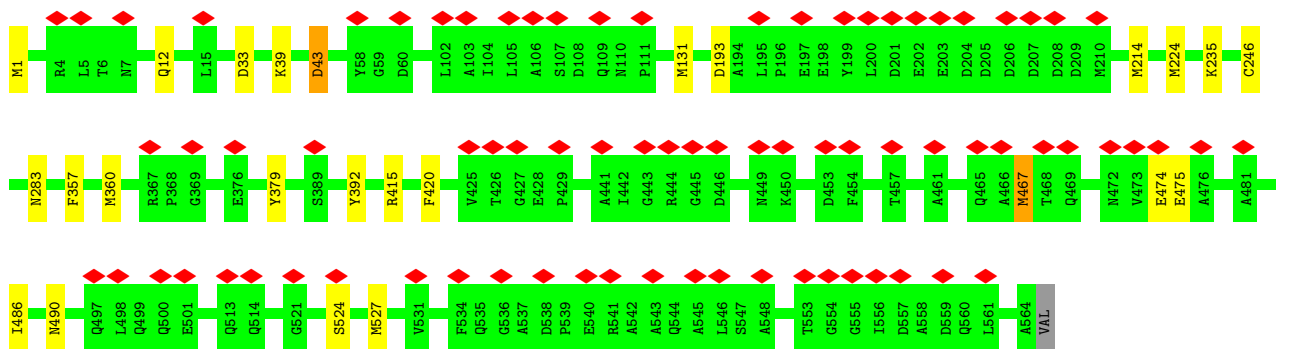 M1 R4 L5 T6 N7 Q12 L15 D33 K39 D43 Y58 G59 D60 L102 A103 I104 L105 A106 S107 D108 Q109 N110 P111 M131 D193 A194 L195 P196 E197 E198 Y199 L200 D201 E202 E203 D204 D205 D206 D207 D208 D209 M210 M214 M224 K235 C246
N283 F357 M360 R367 P368 G369 E376 Y379 S389 Y392 R415 F420 V425 T426 G427 E428 P429 A441 I442 G443 R444 G445 D446 N449 K450 D453 F454 T457 A461 Q465 A466 M467 T468 Q469 N472 V473 E474 E475 A476 A481
I486 N490 Q497 L498 Q499 Q500 E501 Q513 Q514 G521 S524 M527 V531 F534 Q535 G536 A537 D538 P539 E540 R541 A542 A543 Q544 A545 L546 S547 A548 T553 G554 G555 I556 D557 A558 D559 Q560 L561 A564 VAL